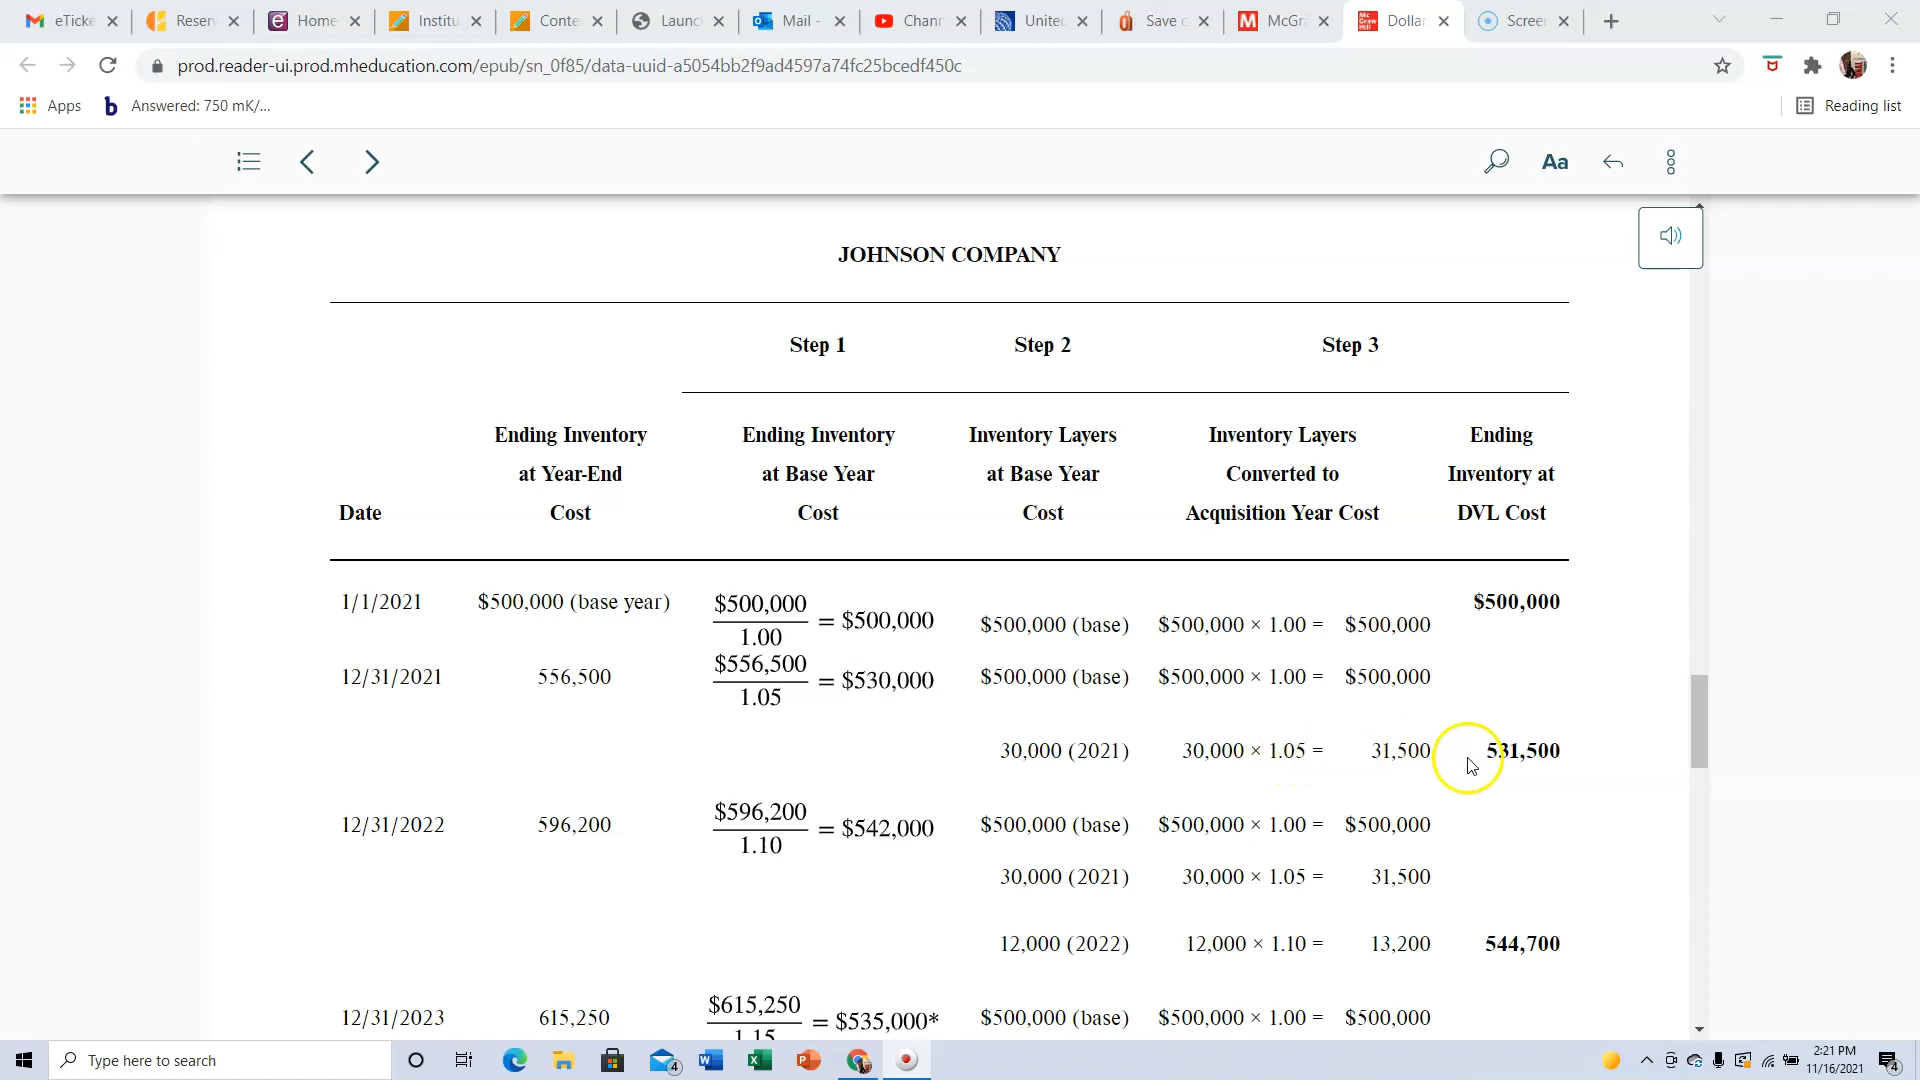 eTicke
Reserv
Home
Institu
Conte
Launc
Mail -
Chann
Unitec
Save o
McGra
Dollar
Screen
prod.reader-ui.prod.mheducation.com/epub/sn_0f85/data-uuid-a5054bb2f9ad4597a74fc25bcedf450c
Apps
Answered: 750 mK/...
Reading list
Aa
JOHNSON COMPANY
Step 1 Step 2 Step 3
Ending Inventory Ending Inventory Inventory Layers Inventory Layers Ending
at Year-End at Base Year at Base Year Converted to Inventory at
Date Cost Cost Cost Acquisition Year Cost DVL Cost
1/1/2021 $500,000 (base year) $500,000 / 1.00 = $500,000 $500,000 (base) $500,000 × 1.00 = $500,000 $500,000
12/31/2021 556,500 $556,500 / 1.05 = $530,000 $500,000 (base) $500,000 × 1.00 = $500,000
30,000 (2021) 30,000 × 1.05 = 31,500 531,500
12/31/2022 596,200 $596,200 / 1.10 = $542,000 $500,000 (base) $500,000 × 1.00 = $500,000
30,000 (2021) 30,000 × 1.05 = 31,500
12,000 (2022) 12,000 × 1.10 = 13,200 544,700
12/31/2023 615,250 $615,250 / 1.15 = $535,000* $500,000 (base) $500,000 × 1.00 = $500,000
Type here to search
2:21 PM
11/16/2021